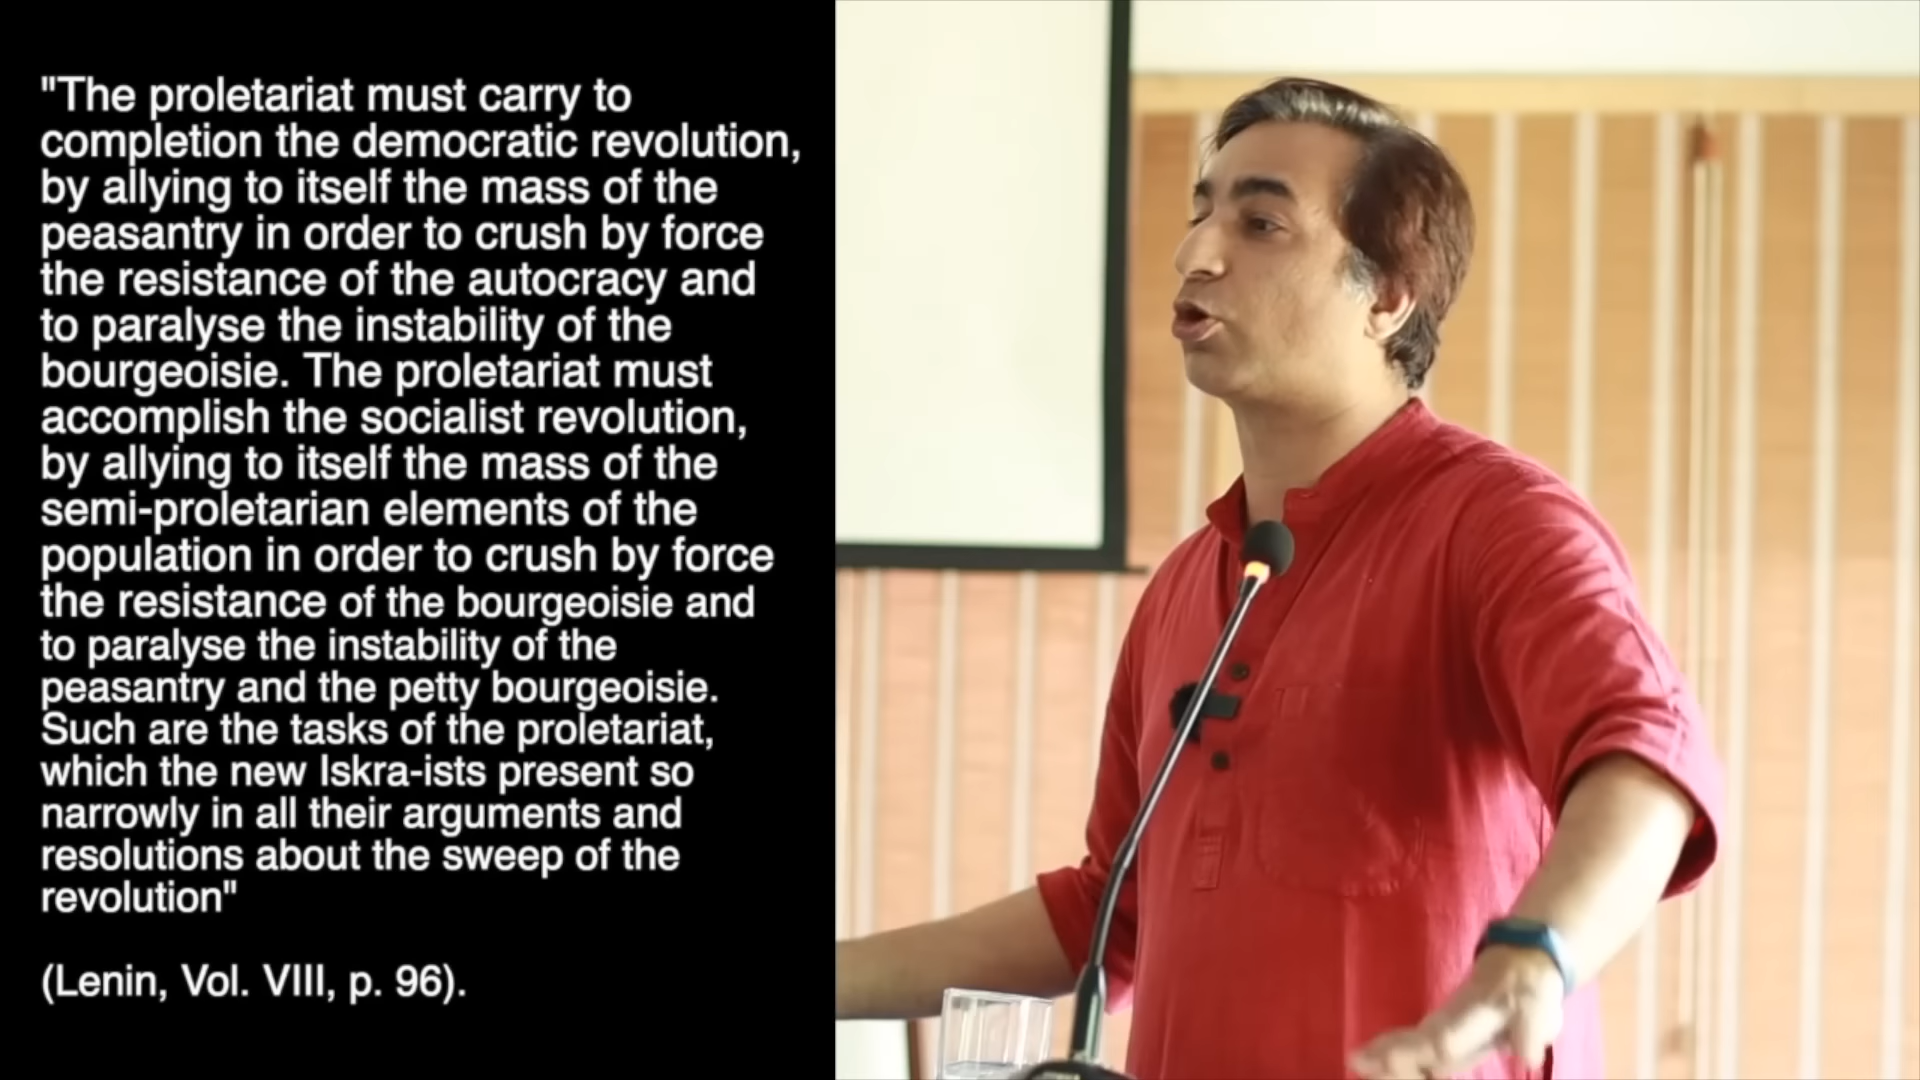 "The proletariat must carry to
completion the democratic revolution,
by allying to itself the mass of the
peasantry in order to crush by force
the resistance of the autocracy and
to paralyse the instability of the
bourgeoisie. The proletariat must
accomplish the socialist revolution,
by allying to itself the mass of the
semi-proletarian elements of the
population in order to crush by force
the resistance of the bourgeoisie and
to paralyse the instability of the
peasantry and the petty bourgeoisie.
Such are the tasks of the proletariat,
which the new Iskra-ists present so
narrowly in all their arguments and
resolutions about the sweep of the
revolution"
(Lenin, Vol. VIII, p. 96).